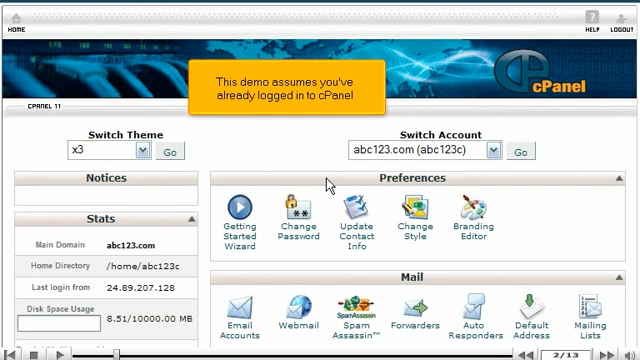 HOME
HELP
LOGOUT
This demo assumes you've
already logged in to cPanel
cPanel
CPANEL 11
Switch Theme
x3
Go
Switch Account
abc123.com (abc123c)
Go
Notices
Stats
Main Domain abc123.com
Home Directory /home/abc123c
Last login from 24.89.207.128
Disk Space Usage
8.51/10000.00 MB
Preferences
Getting
Started
Wizard
Change
Password
Update
Contact
Info
Change
Style
Branding
Editor
Mail
Email
Accounts
Webmail
SpamAssassin
Spam
Assassin™
Forwarders
Auto
Responders
Default
Address
Mailing
Lists
2/13